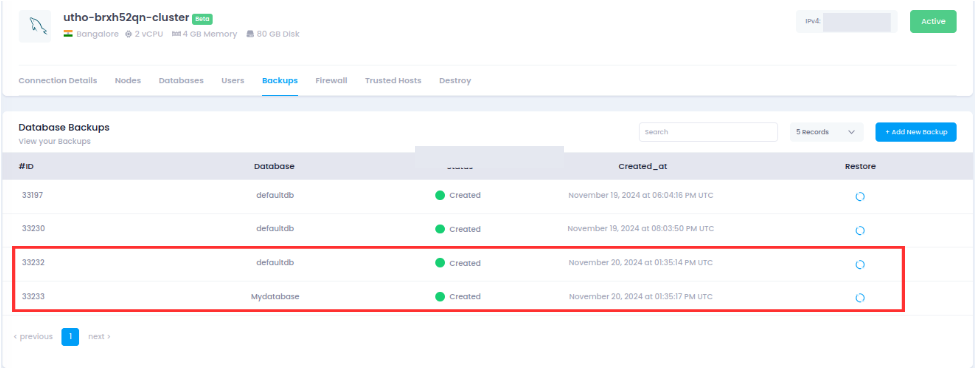 utho-brxh52qn-cluster Beta
Bangalore 2 vCPU 4 GB Memory 80 GB Disk
IPv4:
Active
Connection Details Nodes Databases Users Backups Firewall Trusted Hosts Destroy
Database Backups
View your Backups
Search
5 Records
+ Add New Backup
#ID Database Created_at Restore
33197 defaultdb Created November 19, 2024 at 06:04:16 PM UTC
33230 defaultdb Created November 19, 2024 at 08:03:50 PM UTC
33232 defaultdb Created November 20, 2024 at 01:35:14 PM UTC
33233 Mydatabase Created November 20, 2024 at 01:35:17 PM UTC
‹ previous 1 next ›